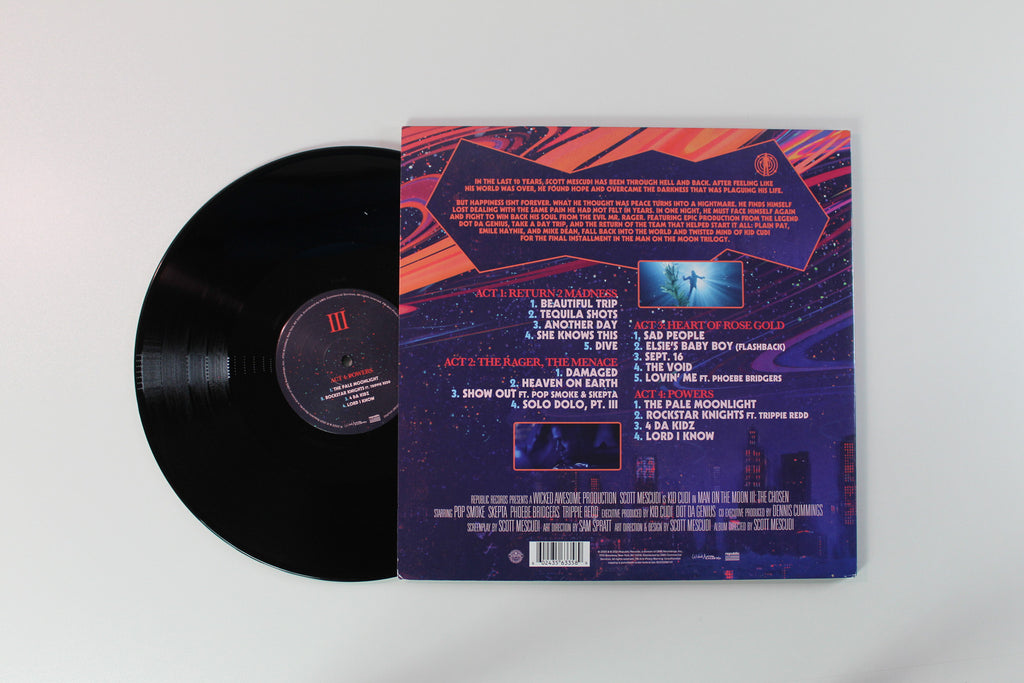 III
ACT 4: POWERS
1. THE PALE MOONLIGHT
2. ROCKSTAR KNIGHTS FT. TRIPPIE REDD
3. 4 DA KIDZ
4. LORD I KNOW
IN THE LAST 10 YEARS, SCOTT MESCUDI HAS BEEN THROUGH HELL AND BACK. AFTER FEELING LIKE
HIS WORLD WAS OVER, HE FOUND HOPE AND OVERCAME THE DARKNESS THAT WAS PLAGUING HIS LIFE.
BUT HAPPINESS ISNT FOREVER. WHAT HE THOUGHT WAS PEACE TURNS INTO A NIGHTMARE. HE FINDS HIMSELF
LOST DEALING WITH THE SAME PAIN HE HAD NOT FELT IN YEARS. IN ONE NIGHT, HE MUST FACE HIMSELF AGAIN
AND FIGHT TO WIN BACK HIS SOUL FROM THE EVIL MR. RAGER. FEATURING EPIC PRODUCTION FROM THE LEGEND
DOT DA GENIUS, TAKE A DAY TRIP, AND THE RETURN OF THE TEAM THAT HELPED START IT ALL: PLAIN PAT,
EMILE HAYNIE, AND MIKE DEAN, FALL BACK INTO THE WORLD AND TWISTED MIND OF KID CUDI
FOR THE FINAL INSTALLMENT IN THE MAN ON THE MOON TRILOGY.
ACT 1: RETURN 2 MADNESS
1. BEAUTIFUL TRIP
2. TEQUILA SHOTS
3. ANOTHER DAY
4. SHE KNOWS THIS
5. DIVE
ACT 2: THE RAGER, THE MENACE
1. DAMAGED
2. HEAVEN ON EARTH
3. SHOW OUT FT. POP SMOKE & SKEPTA
4. SOLO DOLO, PT. III
ACT 3: HEART OF ROSE GOLD
1. SAD PEOPLE
2. ELSIE'S BABY BOY (FLASHBACK)
3. SEPT. 16
4. THE VOID
5. LOVIN' ME FT. PHOEBE BRIDGERS
ACT 4: POWERS
1. THE PALE MOONLIGHT
2. ROCKSTAR KNIGHTS FT. TRIPPIE REDD
3. 4 DA KIDZ
4. LORD I KNOW
REPUBLIC RECORDS PRESENTS A WICKED AWESOME PRODUCTION SCOTT MESCUDI IS KID CUDI IN MAN ON THE MOON III: THE CHOSEN
STARRING POP SMOKE SKEPTA PHOEBE BRIDGERS TRIPPIE REDD EXECUTIVE PRODUCED BY KID CUDI DOT DA GENIUS CO EXECUTIVE PRODUCED BY DENNIS CUMMINGS
SCREENPLAY BY SCOTT MESCUDI ART DIRECTION BY SAM SPRATT ART DIRECTION & DESIGN BY SCOTT MESCUDI ALBUM DIRECTED BY SCOTT MESCUDI
republic